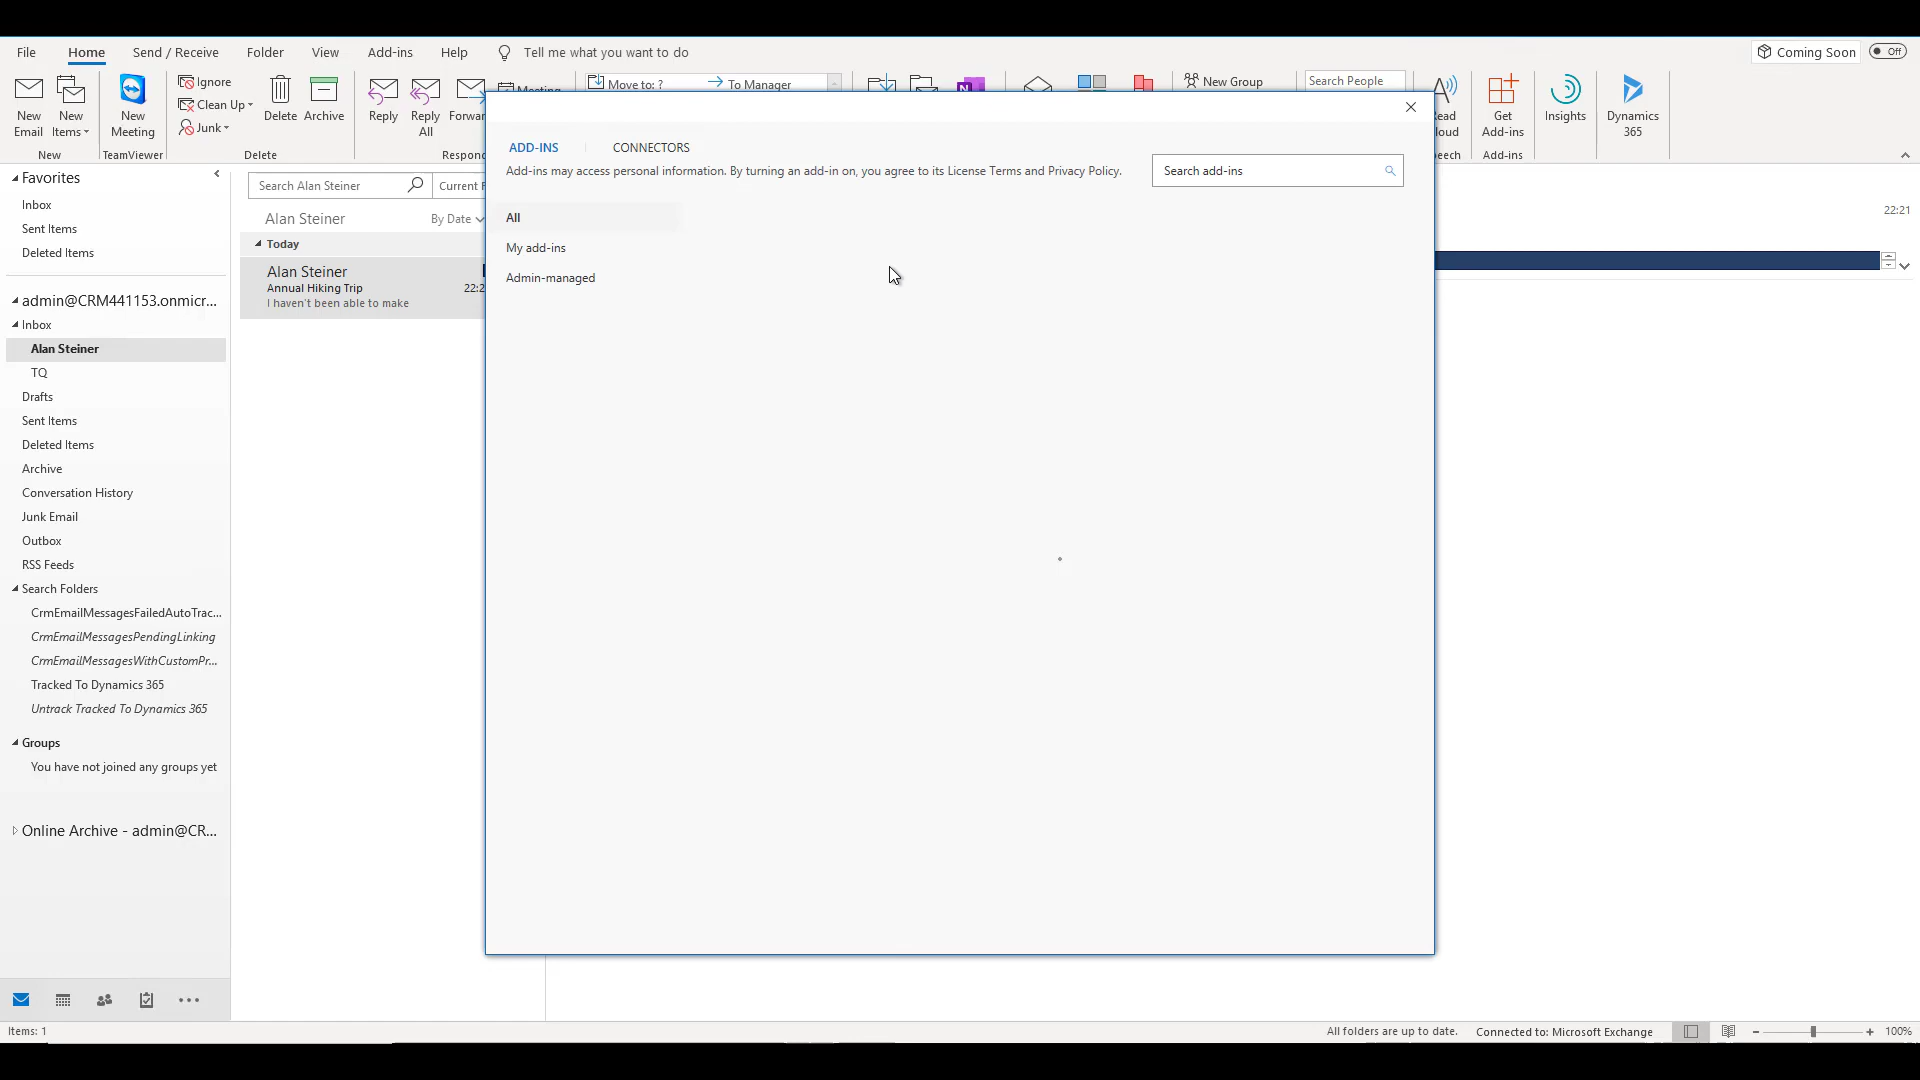 File Home Send / Receive Folder View Add-ins Help Tell me what you want to do Coming Soon Off
New Email
New Items
New
New Meeting
TeamViewer
Ignore
Clean Up
Junk
Delete
Archive
Delete
Reply
Reply All
Forwar
Respon
Meeting
Move to: ? To Manager
New Group
Search People
Read
Get Add-ins
Add-ins
Insights
Dynamics 365
Favorites
Inbox
Sent Items
Deleted Items
admin@CRM441153.onmicr...
Inbox
Alan Steiner
TQ
Drafts
Sent Items
Deleted Items
Archive
Conversation History
Junk Email
Outbox
RSS Feeds
Search Folders
CrmEmailMessagesFailedAutoTrac...
CrmEmailMessagesPendingLinking
CrmEmailMessagesWithCustomPr...
Tracked To Dynamics 365
Untrack Tracked To Dynamics 365
Groups
You have not joined any groups yet
Online Archive - admin@CR...
Search Alan Steiner Current F
Alan Steiner By Date
Today
Alan Steiner
Annual Hiking Trip 22:2
I haven't been able to make
ADD-INS CONNECTORS
Add-ins may access personal information. By turning an add-in on, you agree to its License Terms and Privacy Policy.
Search add-ins
All
My add-ins
Admin-managed
22:21
Items: 1
All folders are up to date. Connected to: Microsoft Exchange 100%